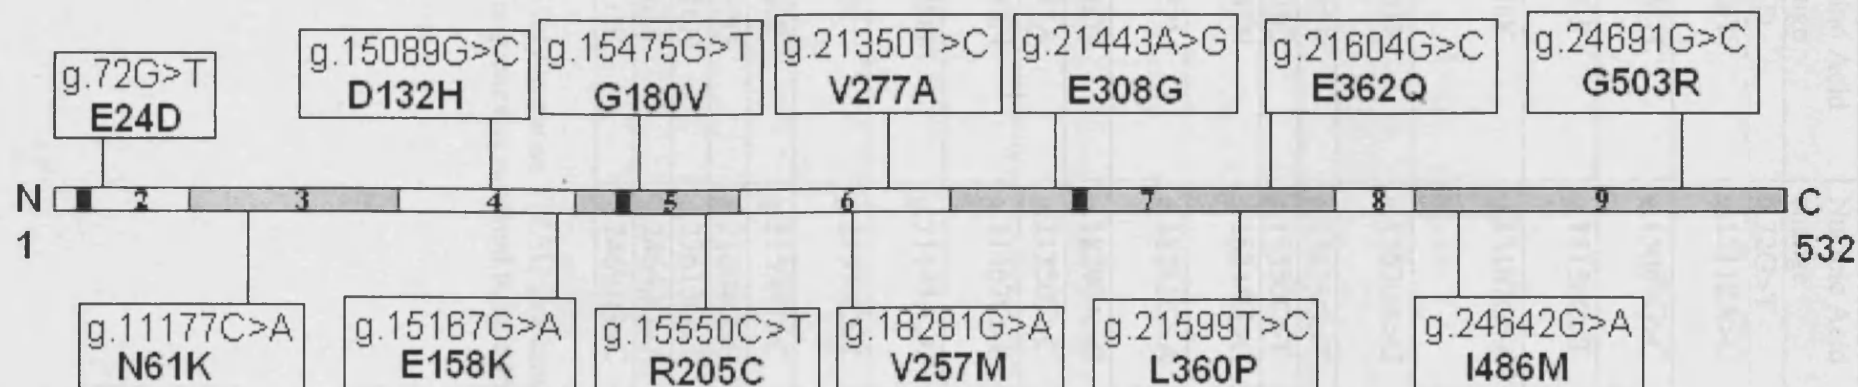 g.72G>T
E24D
g.15089G>C
D132H
g.15475G>T
G180V
g.21350T>C
V277A
g.21443A>G
E308G
g.21604G>C
E362Q
g.24691G>C
G503R
N 2 3 4 5 6 7 8 9 C
1 532
g.11177C>A
N61K
g.15167G>A
E158K
g.15550C>T
R205C
g.18281G>A
V257M
g.21599T>C
L360P
g.24642G>A
I486M